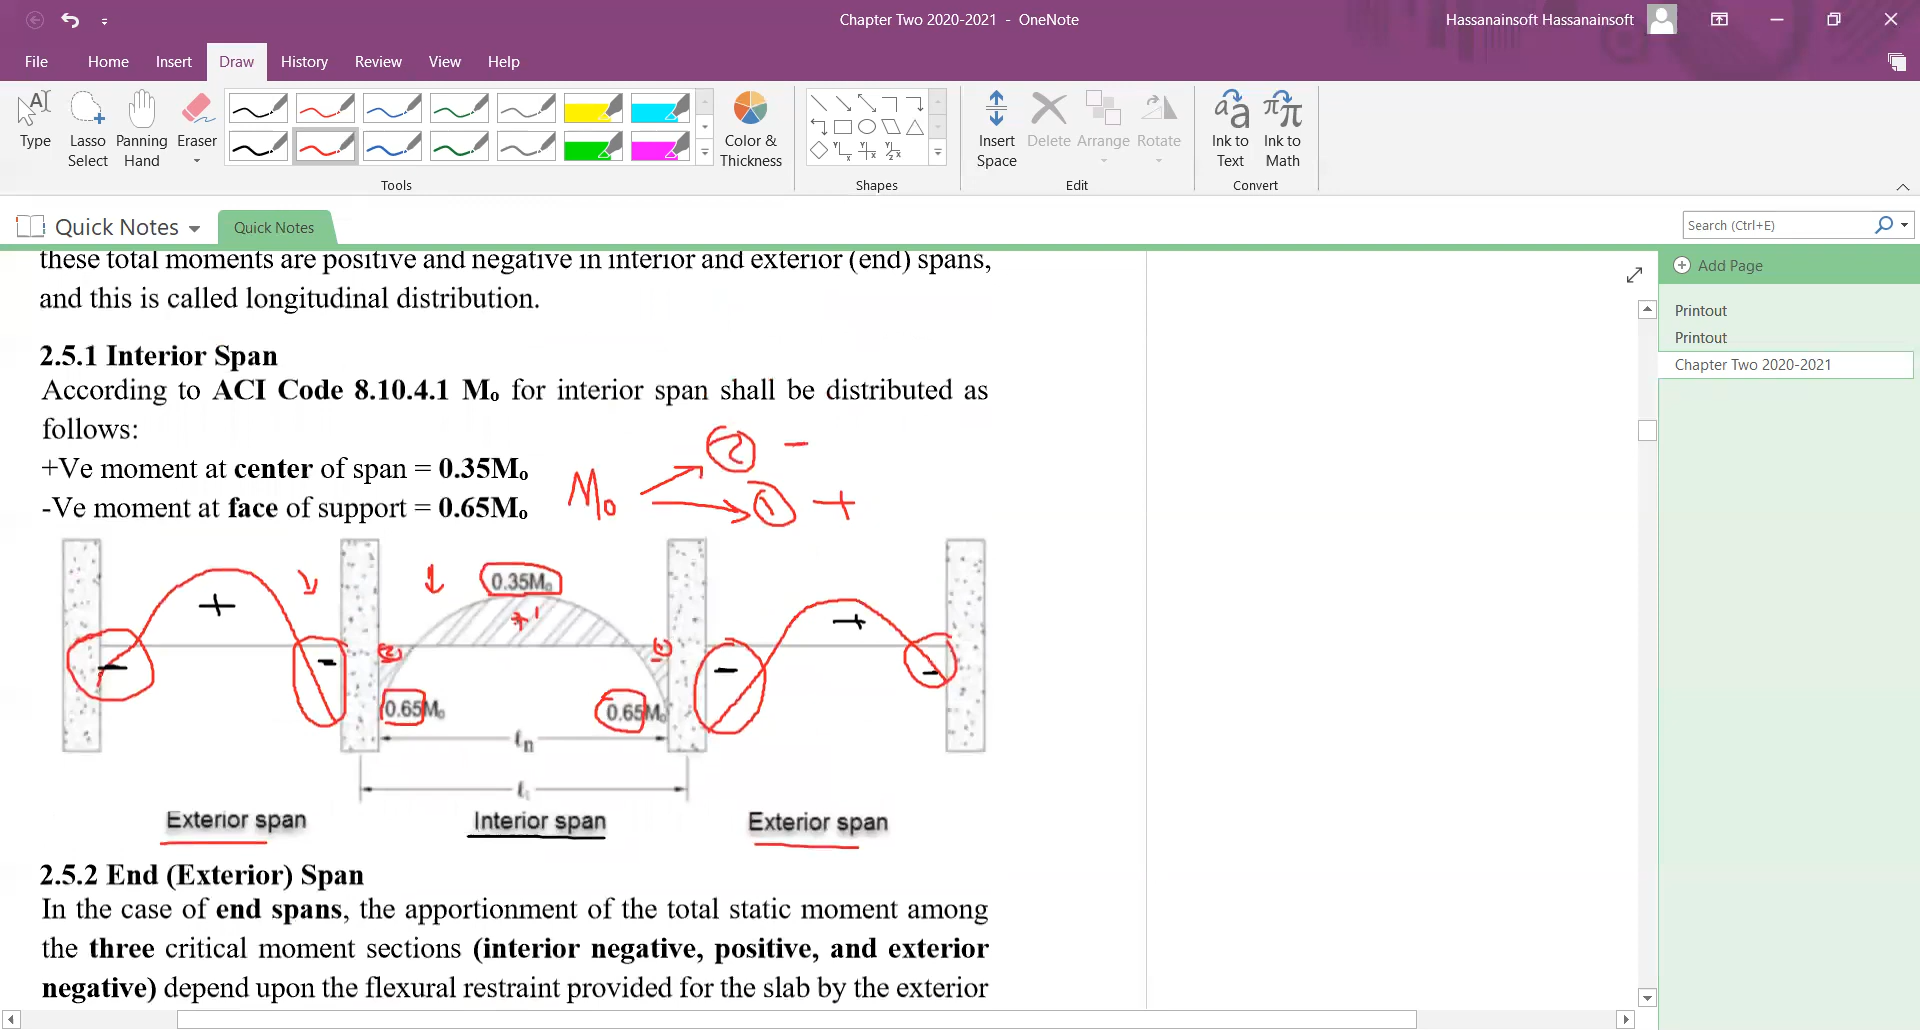 Chapter Two 2020-2021 - OneNote
Hassanainsoft Hassanainsoft
File Home Insert Draw History Review View Help
Type
Lasso Select
Panning Hand
Eraser
Color & Thickness
Insert Space
Delete
Arrange
Rotate
Ink to Text
Ink to Math
Tools
Shapes
Edit
Convert
Quick Notes
Quick Notes
Search (Ctrl+E)
Add Page
Printout
Printout
Chapter Two 2020-2021
these total moments are positive and negative in interior and exterior (end) spans,
and this is called longitudinal distribution.
2.5.1 Interior Span
According to ACI Code 8.10.4.1 Mₒ for interior span shall be distributed as
follows:
+Ve moment at center of span = 0.35Mₒ
-Ve moment at face of support = 0.65Mₒ
Mₒ
2 -
1 +
0.35Mₒ
+ - - + - -
0.65Mₒ 0.65Mₒ
ℓn
ℓ₁
Exterior span Interior span Exterior span
2.5.2 End (Exterior) Span
In the case of end spans, the apportionment of the total static moment among
the three critical moment sections (interior negative, positive, and exterior
negative) depend upon the flexural restraint provided for the slab by the exterior